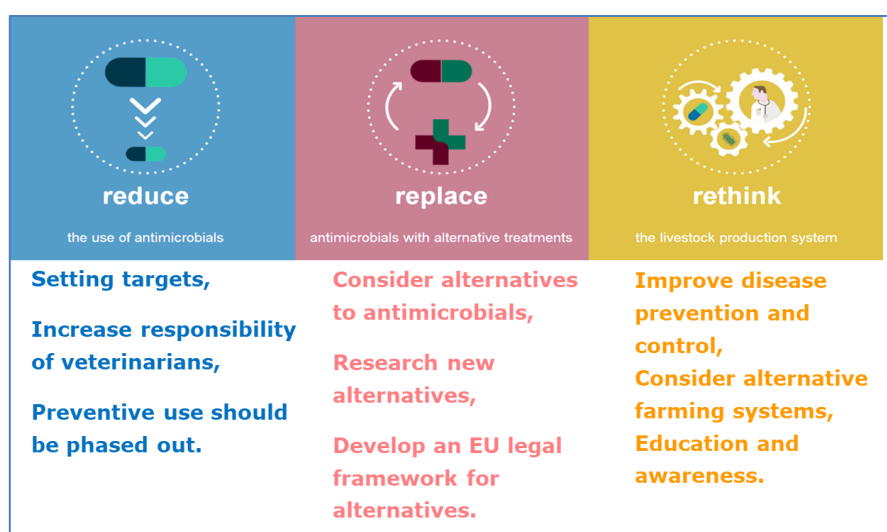 reduce
the use of antimicrobials
Setting targets,
Increase responsibility
of veterinarians,
Preventive use should
be phased out.
replace
antimicrobials with alternative treatments
Consider alternatives
to antimicrobials,
Research new
alternatives,
Develop an EU legal
framework for
alternatives.
rethink
the livestock production system
Improve disease
prevention and
control,
Consider alternative
farming systems,
Education and
awareness.